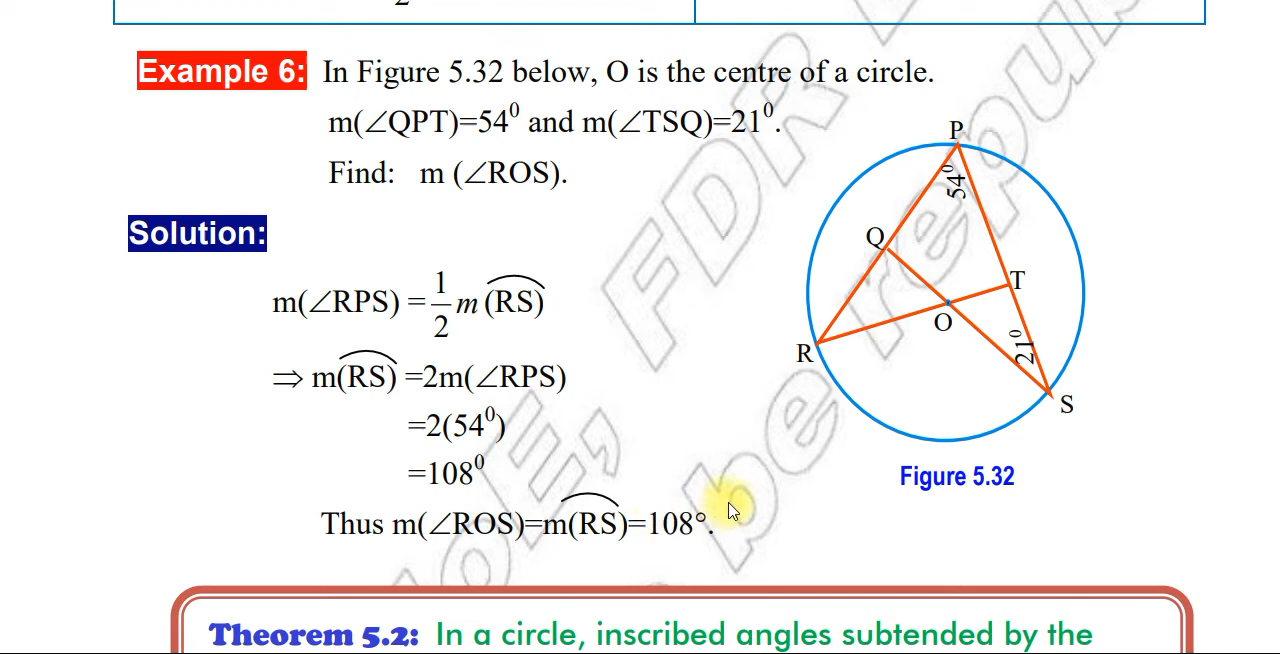 2
Example 6: In Figure 5.32 below, O is the centre of a circle.
m(∠QPT)=54⁰ and m(∠TSQ)=21⁰.
Find: m (∠ROS).
Solution:
m(∠RPS) = 1/2 m (RS)
⇒ m(RS) =2m(∠RPS)
=2(54⁰)
=108⁰
Thus m(∠ROS)=m(RS)=108°.
P
54⁰
Q
T
O
21⁰
R
S
Figure 5.32
Theorem 5.2: In a circle, inscribed angles subtended by the